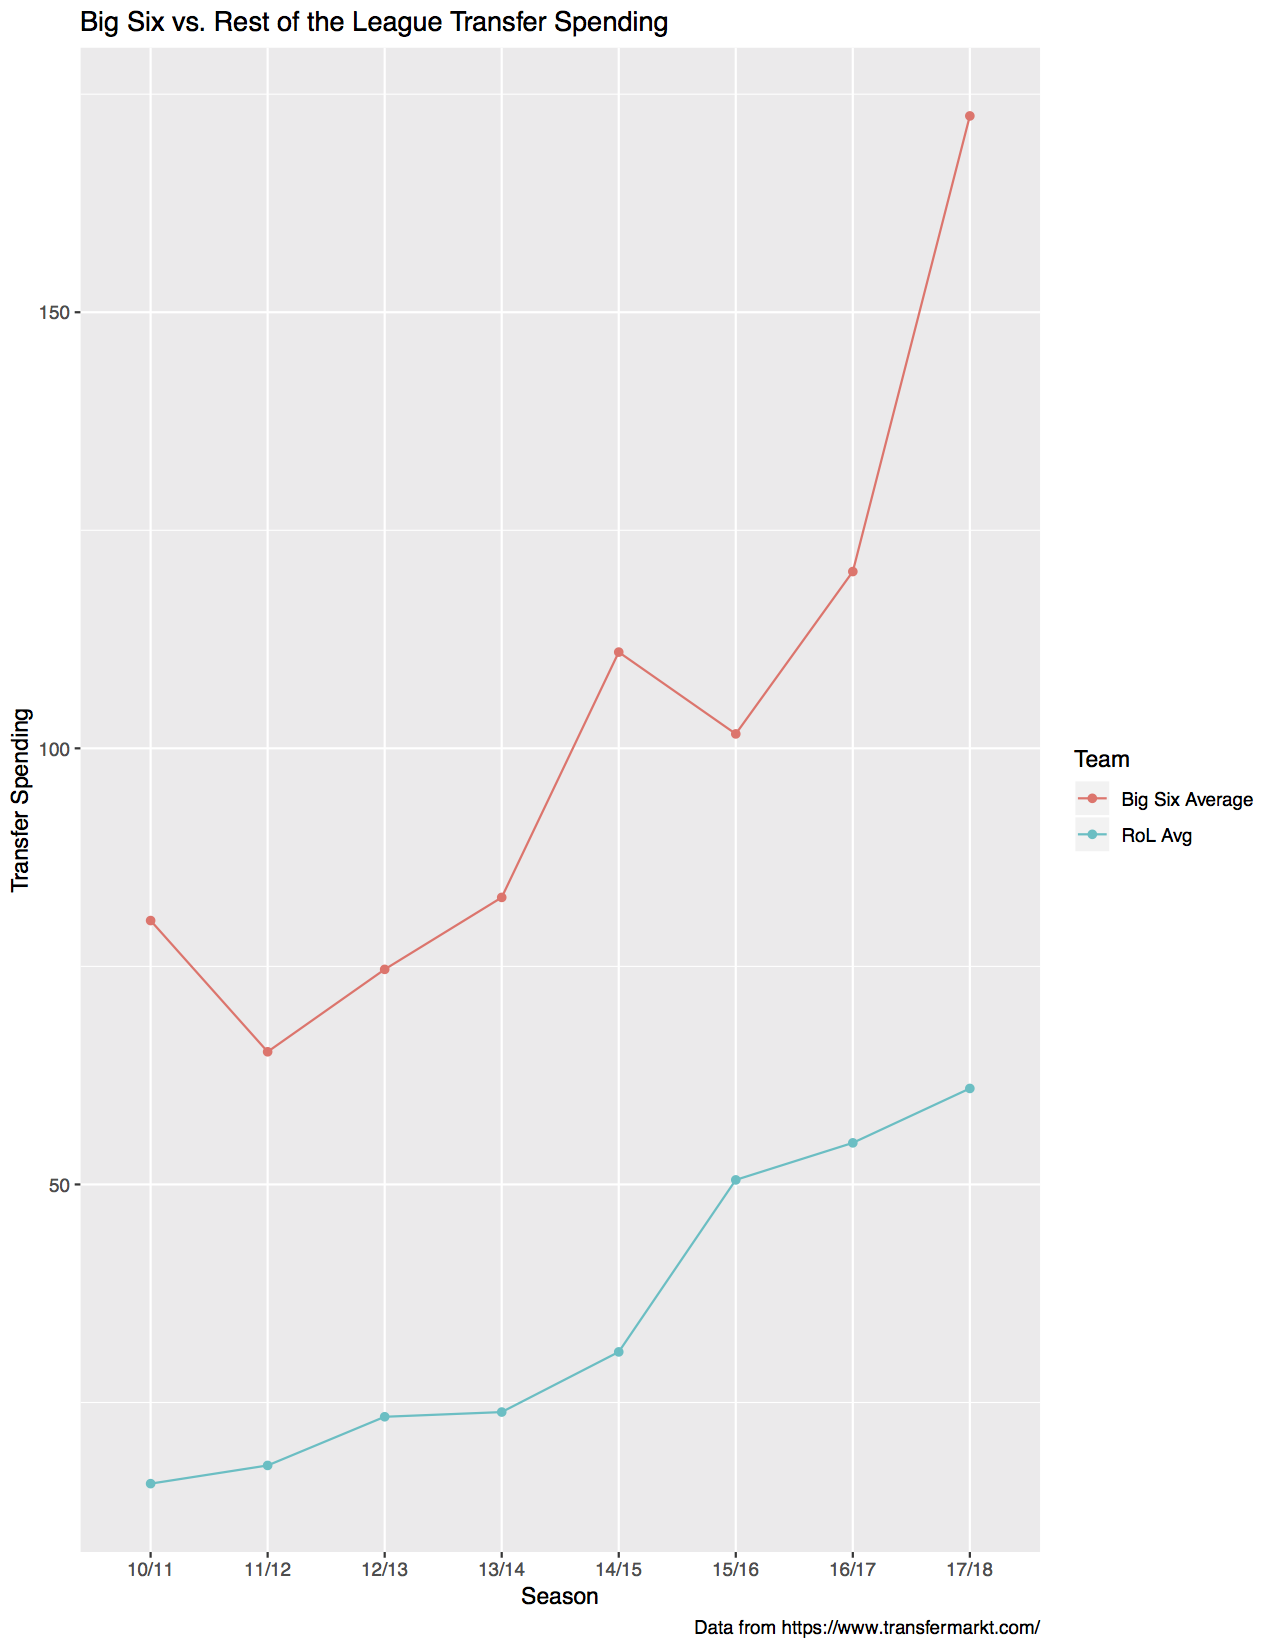 Big Six vs. Rest of the League Transfer Spending
150
100
50
Transfer Spending
10/11 11/12 12/13 13/14 14/15 15/16 16/17 17/18
Season
Team
Big Six Average
RoL Avg
Data from https://www.transfermarkt.com/